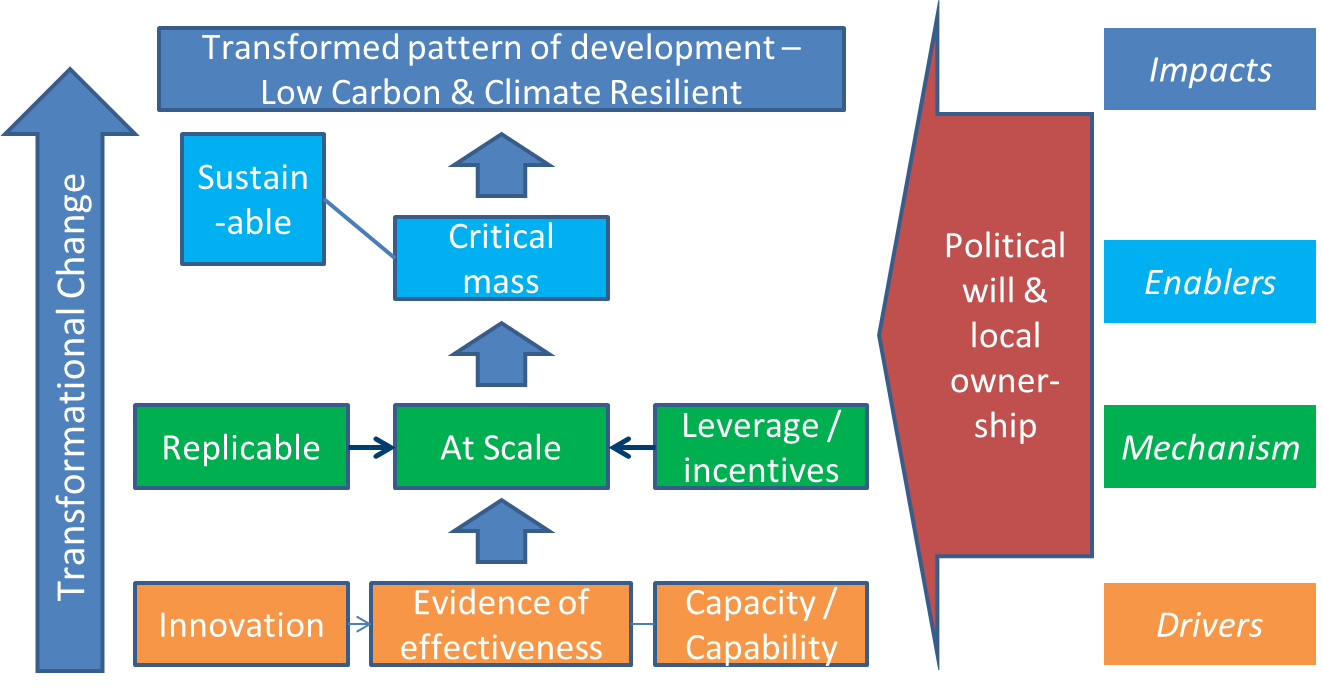 Transformed pattern of development –
Low Carbon & Climate Resilient
Impacts
Transformational Change
Sustain
-able
Critical
mass
Political
will &
local
owner-
ship
Enablers
Replicable
At Scale
Leverage /
incentives
Mechanism
Innovation
Evidence of
effectiveness
Capacity /
Capability
Drivers